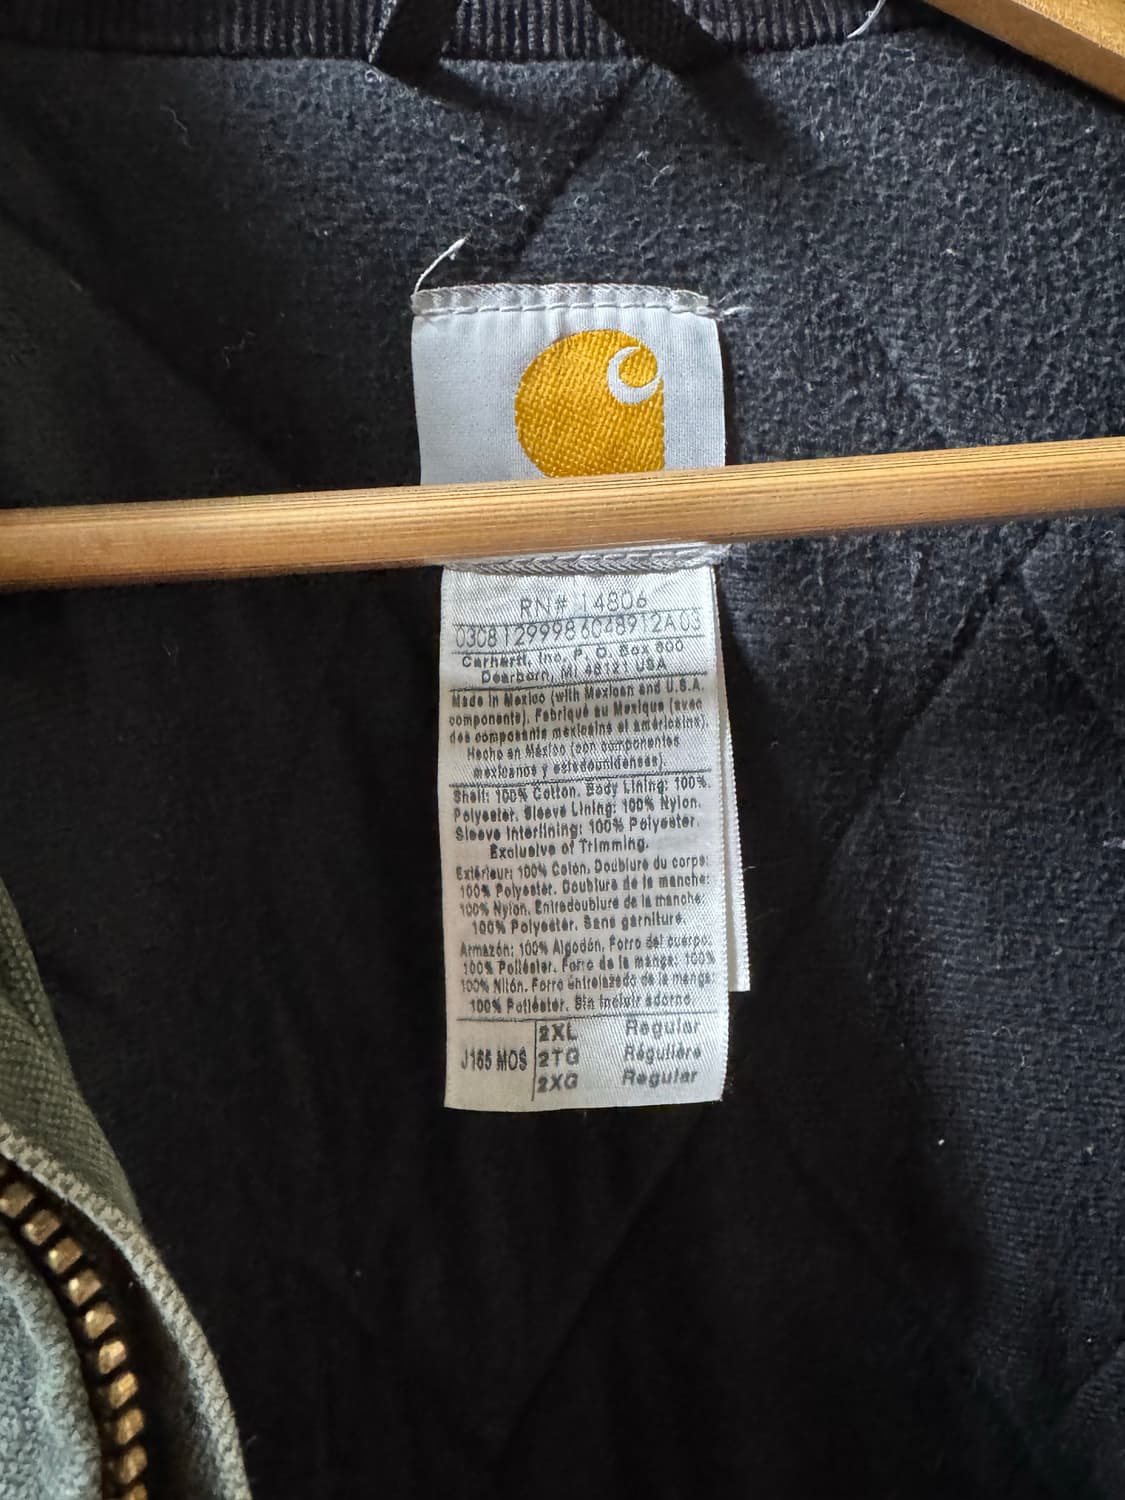 RN# 14806
03081299986048912A03
Carhartt, Inc. P. O. Box 600
Dearborn, MI 48121 USA
Made in Mexico (with Mexican and U.S.A.
components). Fabriqué au Mexique (avec
des composants mexicains et américains).
Hecho en México (con componentes
mexicanos y estadounidenses).
Shell: 100% Cotton. Body Lining: 100%
Polyester. Sleeve Lining: 100% Nylon.
Sleeve Interlining: 100% Polyester.
Exclusive of Trimming.
Extérieur: 100% Coton. Doublure du corps:
100% Polyester. Doublure de la manche:
100% Nylon. Entredoublure de la manche:
100% Polyester. Sans garniture.
Armazón: 100% Algodón. Forro del cuerpo:
100% Poliéster. Forro de la manga: 100%
100% Nilón. Forro entrelazado de la manga:
100% Poliéster. Sin incluir adorno.
J165 MOS
2XL Regular
2TG Régulière
2XG Regular